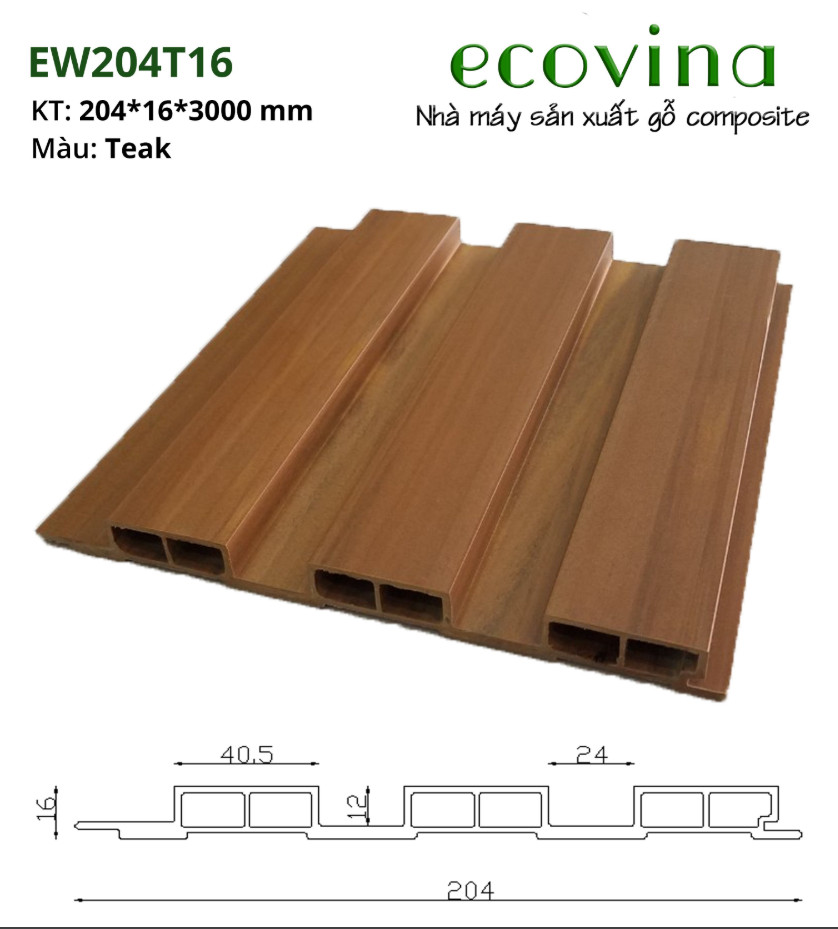 EW204T16
KT: 204*16*3000 mm
Màu: Teak
ecovina
Nhà máy sản xuất gỗ composite
40,5
24
16
12
204